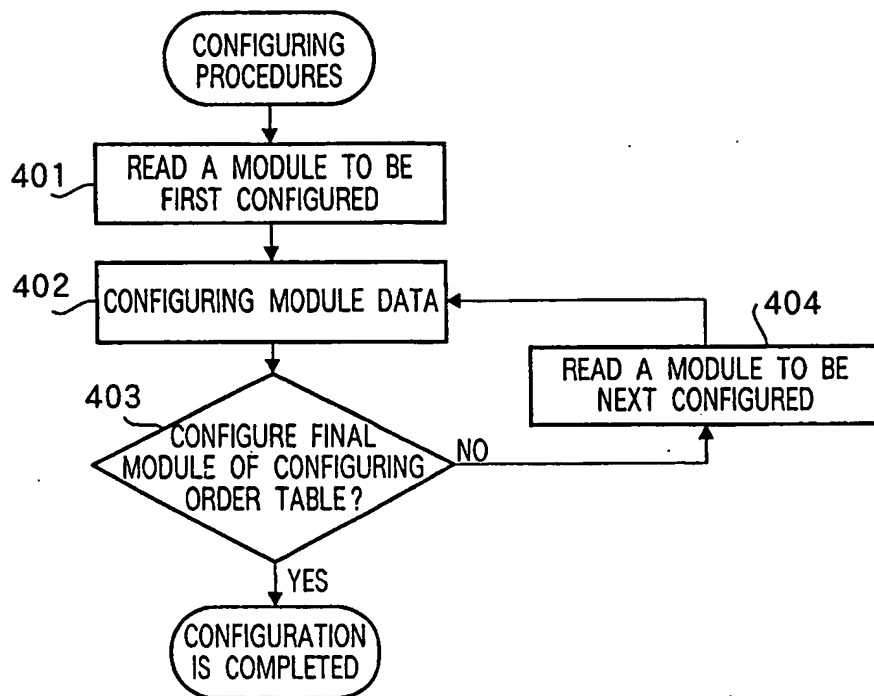 CONFIGURING
PROCEDURES
401
READ A MODULE TO BE
FIRST CONFIGURED
402
CONFIGURING MODULE DATA
404
READ A MODULE TO BE
NEXT CONFIGURED
403
CONFIGURE FINAL
MODULE OF CONFIGURING
ORDER TABLE?
NO
YES
CONFIGURATION
IS COMPLETED